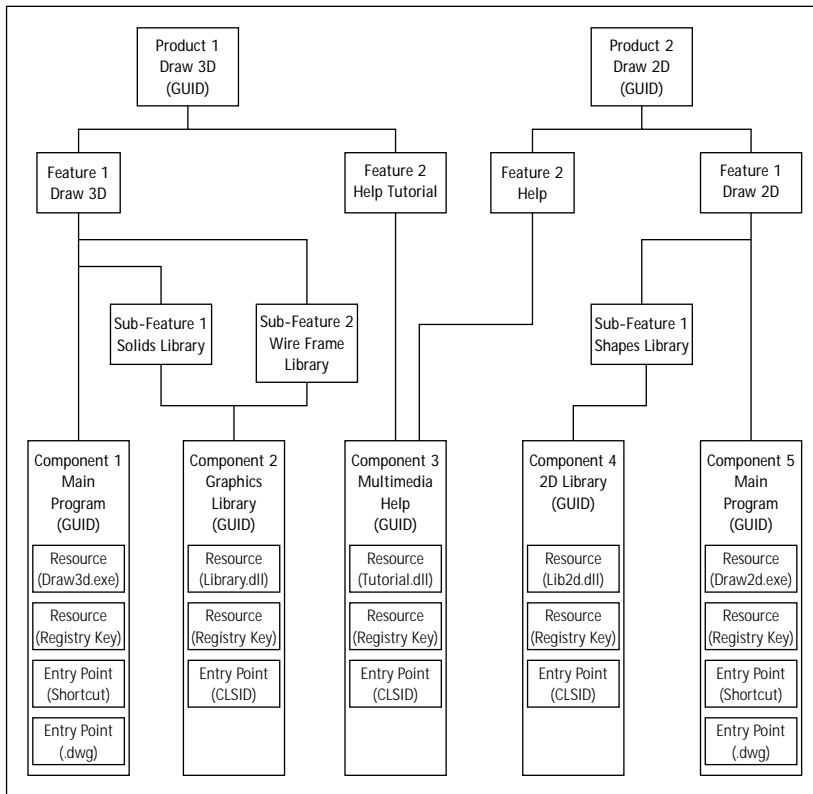 Product 1
Draw 3D
(GUID)
Product 2
Draw 2D
(GUID)
Feature 1
Draw 3D
Feature 2
Help Tutorial
Feature 2
Help
Feature 1
Draw 2D
Sub-Feature 1
Solids Library
Sub-Feature 2
Wire Frame
Library
Sub-Feature 1
Shapes Library
Component 1
Main
Program
(GUID)
Resource
(Draw3d.exe)
Resource
(Registry Key)
Entry Point
(Shortcut)
Entry Point
(.dwg)
Component 2
Graphics
Library
(GUID)
Resource
(Library.dll)
Resource
(Registry Key)
Entry Point
(CLSID)
Component 3
Multimedia
Help
(GUID)
Resource
(Tutorial.dll)
Resource
(Registry Key)
Entry Point
(CLSID)
Component 4
2D Library
(GUID)
Resource
(Lib2d.dll)
Resource
(Registry Key)
Entry Point
(CLSID)
Component 5
Main
Program
(GUID)
Resource
(Draw2d.exe)
Resource
(Registry Key)
Entry Point
(Shortcut)
Entry Point
(.dwg)